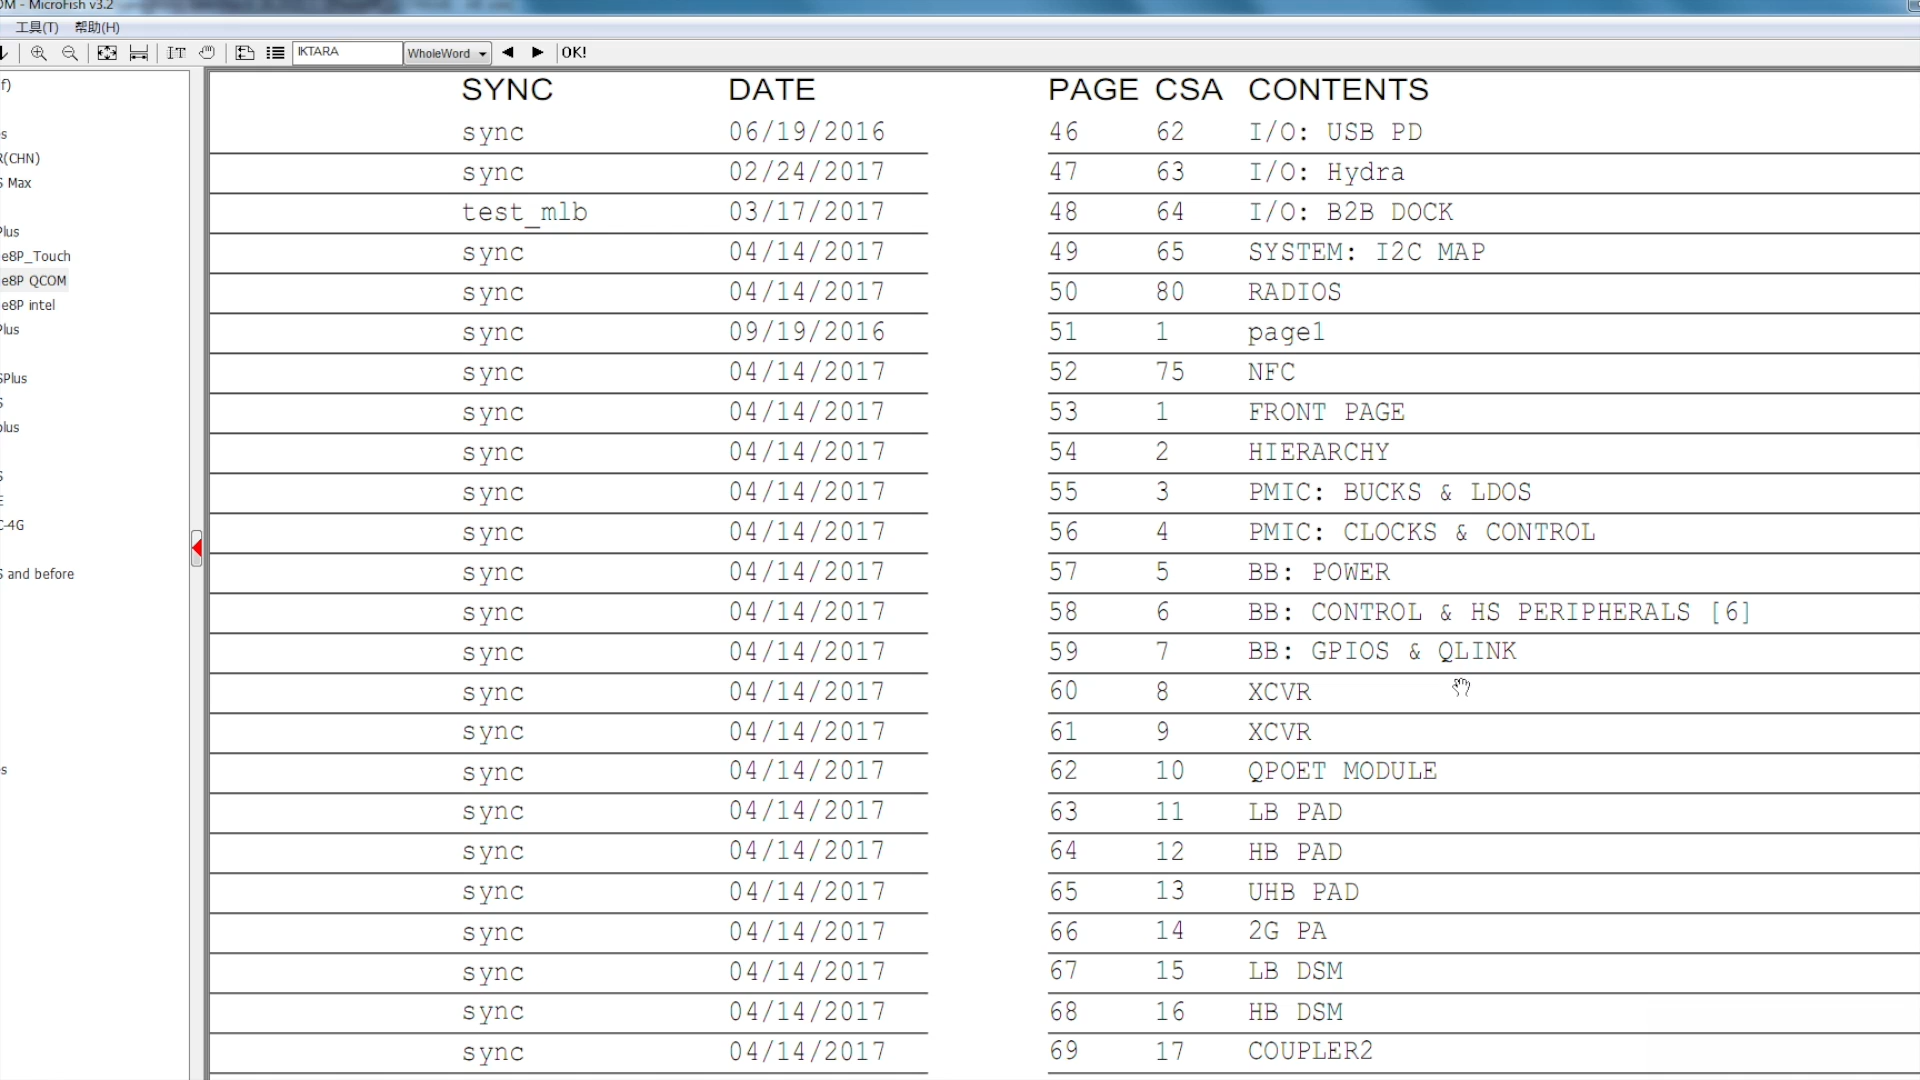 OM - MicroFish v3.2
工具(T) 帮助(H)
IT IKTARA WholeWord OK!
f)
s
R(CHN)
S Max
Plus
e8P_Touch
e8P QCOM
e8P intel
Plus
SPlus
S
plus
S
E
C-4G
S and before
s
SYNC DATE PAGE CSA CONTENTS
sync 06/19/2016 46 62 I/O: USB PD
sync 02/24/2017 47 63 I/O: Hydra
test_mlb 03/17/2017 48 64 I/O: B2B DOCK
sync 04/14/2017 49 65 SYSTEM: I2C MAP
sync 04/14/2017 50 80 RADIOS
sync 09/19/2016 51 1 page1
sync 04/14/2017 52 75 NFC
sync 04/14/2017 53 1 FRONT PAGE
sync 04/14/2017 54 2 HIERARCHY
sync 04/14/2017 55 3 PMIC: BUCKS & LDOS
sync 04/14/2017 56 4 PMIC: CLOCKS & CONTROL
sync 04/14/2017 57 5 BB: POWER
sync 04/14/2017 58 6 BB: CONTROL & HS PERIPHERALS [6]
sync 04/14/2017 59 7 BB: GPIOS & QLINK
sync 04/14/2017 60 8 XCVR
sync 04/14/2017 61 9 XCVR
sync 04/14/2017 62 10 QPOET MODULE
sync 04/14/2017 63 11 LB PAD
sync 04/14/2017 64 12 HB PAD
sync 04/14/2017 65 13 UHB PAD
sync 04/14/2017 66 14 2G PA
sync 04/14/2017 67 15 LB DSM
sync 04/14/2017 68 16 HB DSM
sync 04/14/2017 69 17 COUPLER2